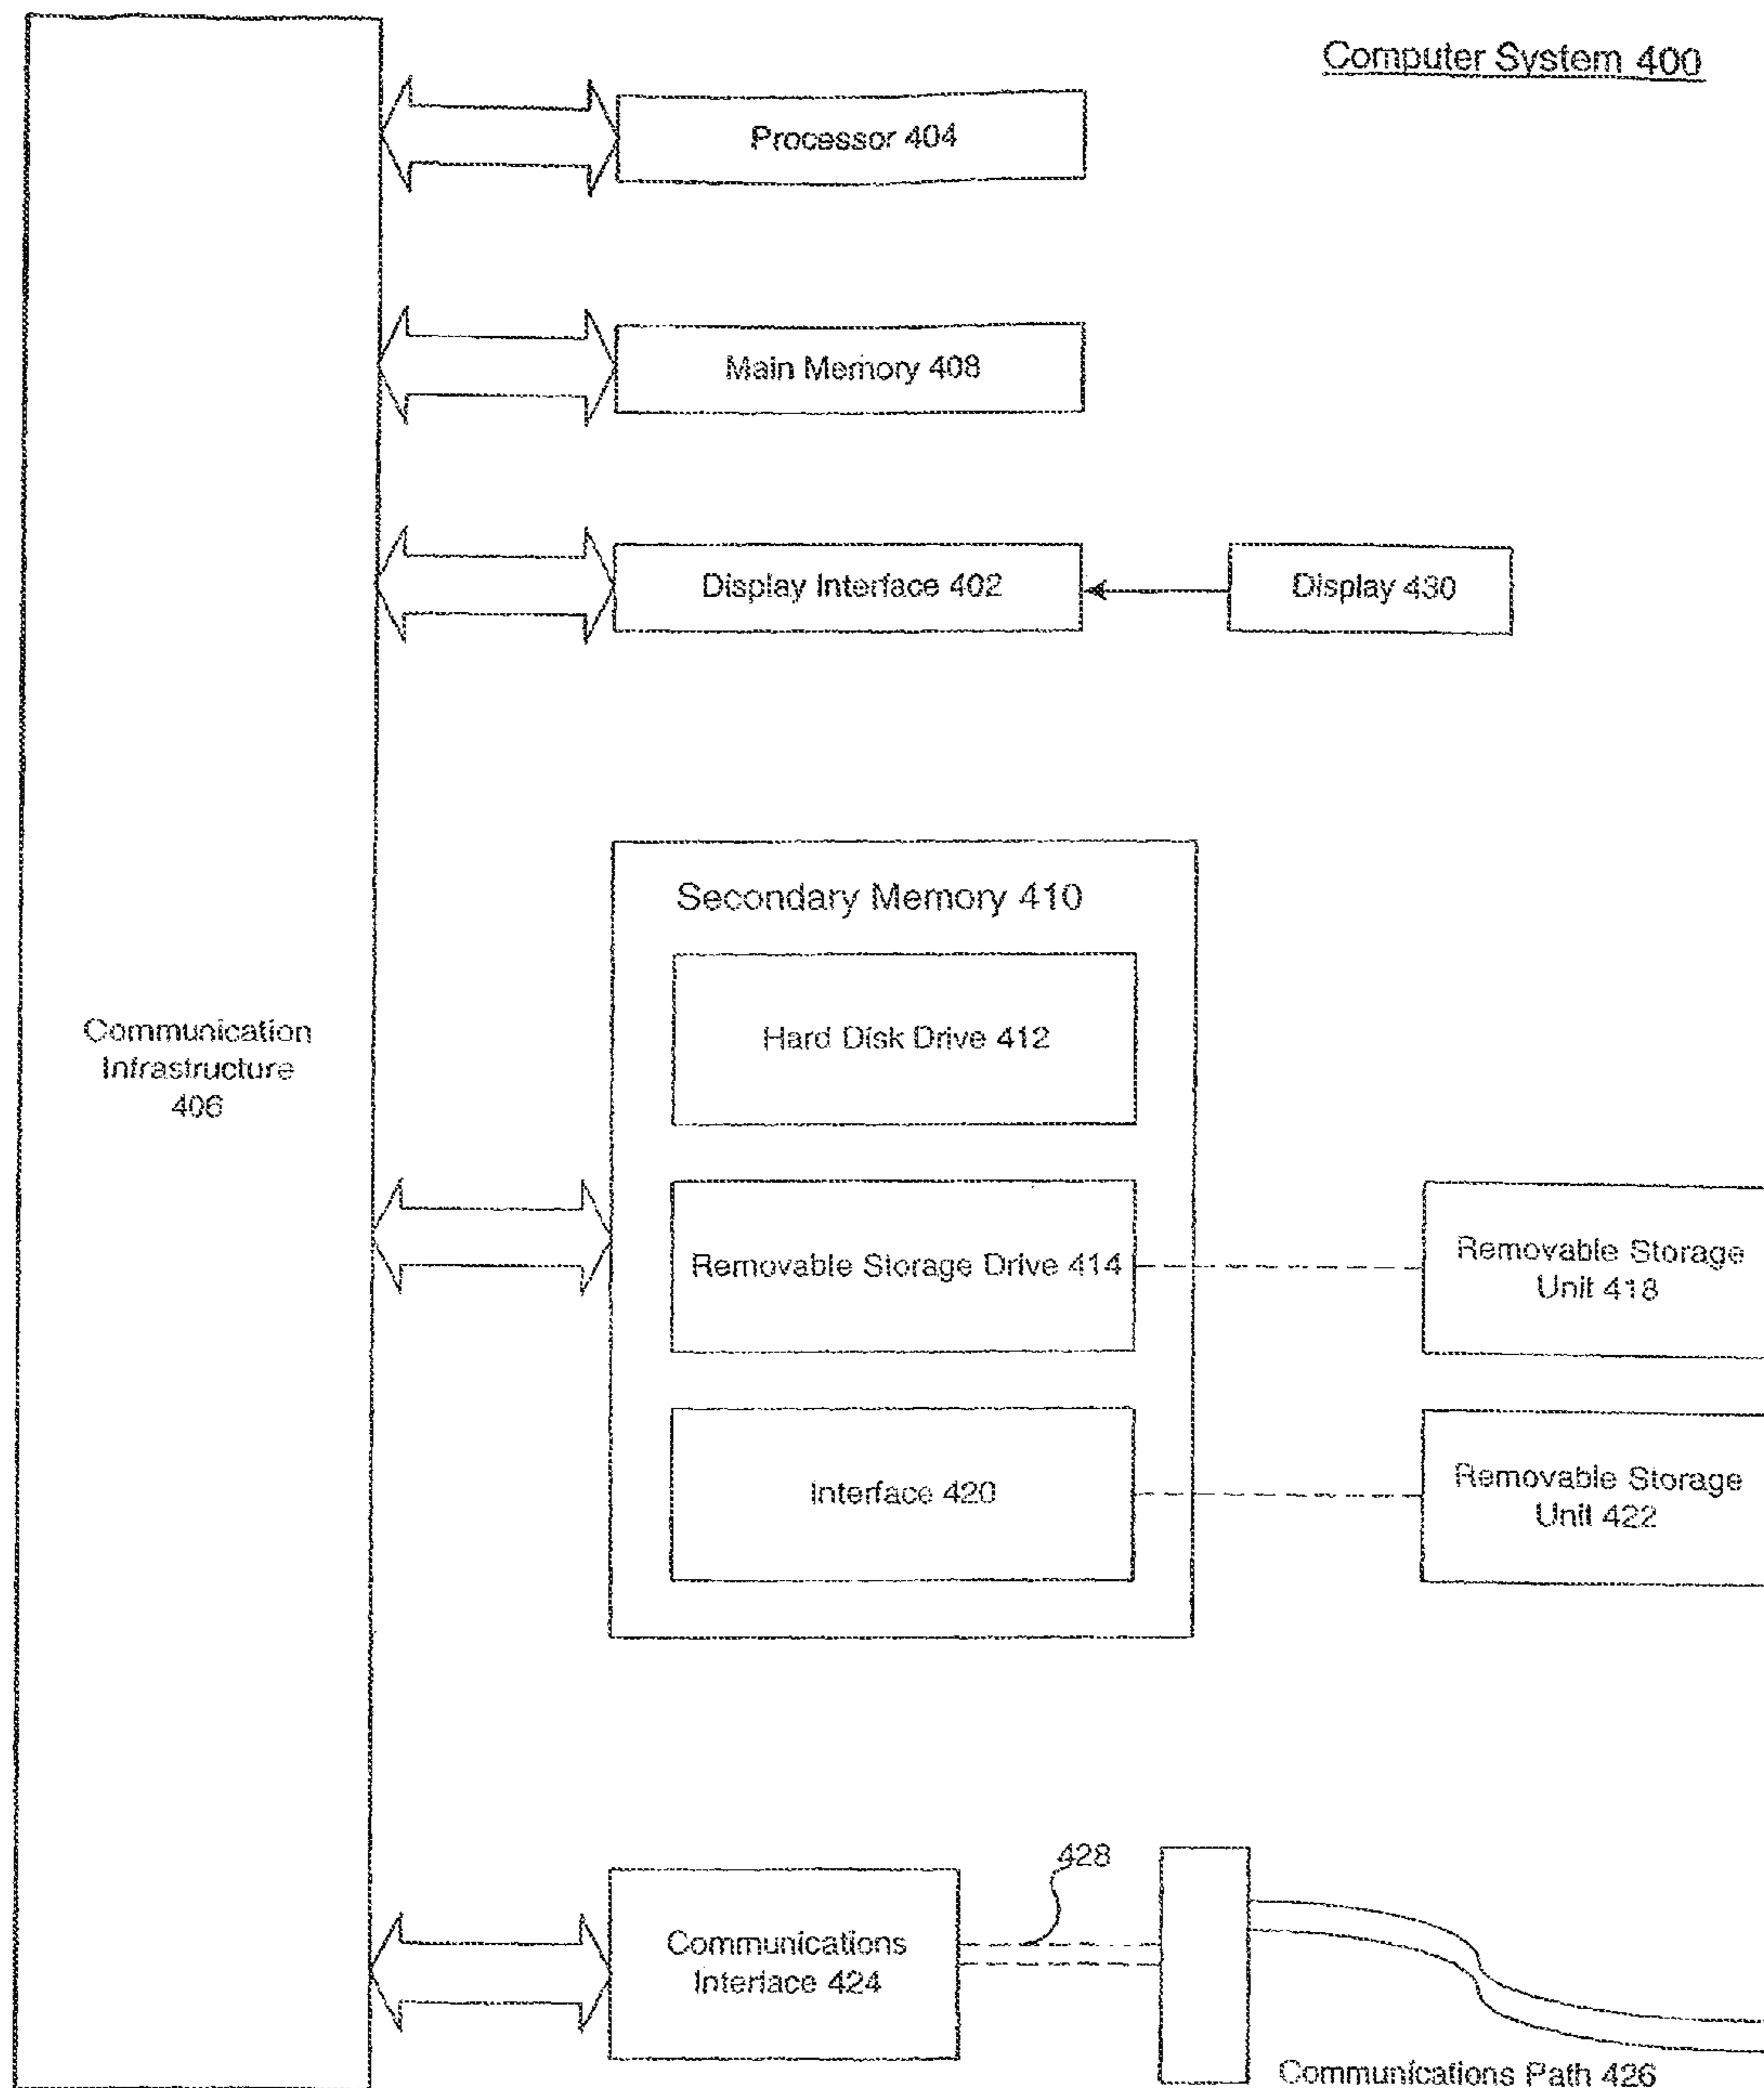 Computer System 400
Processor 404
Main Memory 408
Display Interface 402
Display 430
Secondary Memory 410
Hard Disk Drive 412
Communication
Infrastructure
406
Removable Storage Drive 414
Removable Storage
Unit 418
Interface 420
Removable Storage
Unit 422
428
Communications
Interface 424
Communications Path 426